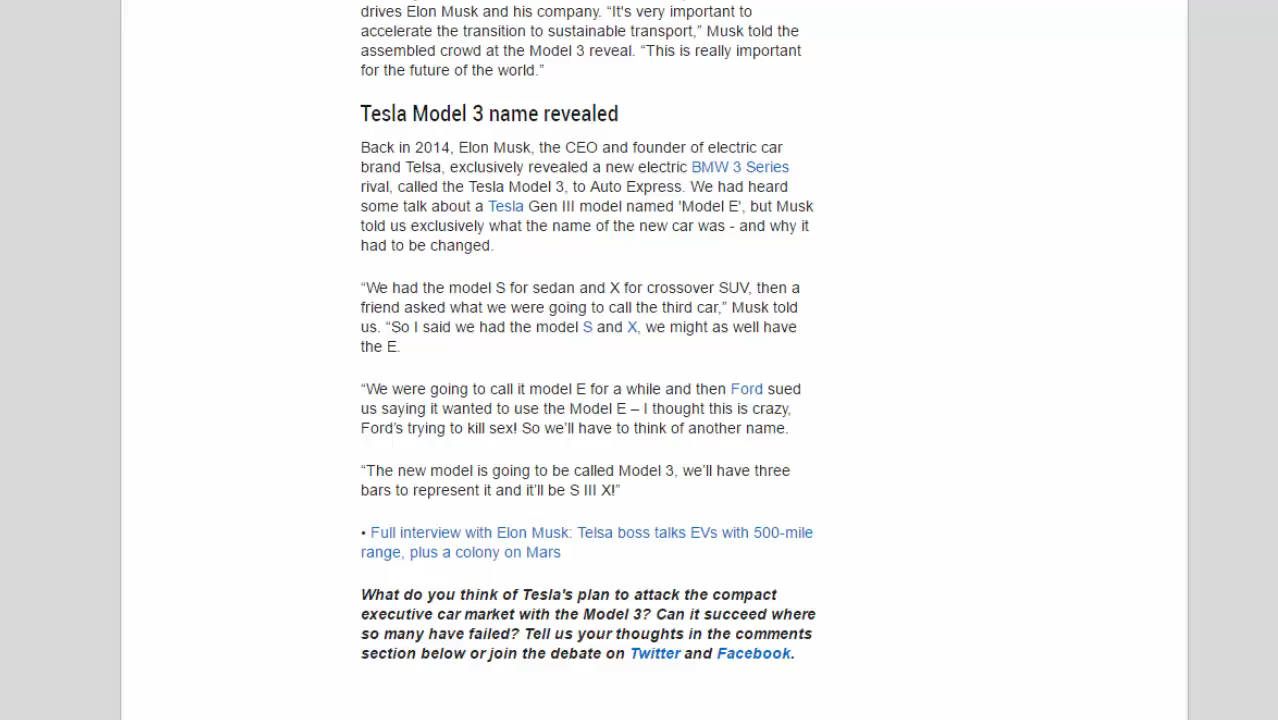 drives Elon Musk and his company. “It's very important to
accelerate the transition to sustainable transport,” Musk told the
assembled crowd at the Model 3 reveal. “This is really important
for the future of the world.”
Tesla Model 3 name revealed
Back in 2014, Elon Musk, the CEO and founder of electric car
brand Telsa, exclusively revealed a new electric BMW 3 Series
rival, called the Tesla Model 3, to Auto Express. We had heard
some talk about a Tesla Gen III model named 'Model E', but Musk
told us exclusively what the name of the new car was - and why it
had to be changed.
“We had the model S for sedan and X for crossover SUV, then a
friend asked what we were going to call the third car,” Musk told
us. “So I said we had the model S and X, we might as well have
the E.
“We were going to call it model E for a while and then Ford sued
us saying it wanted to use the Model E – I thought this is crazy,
Ford’s trying to kill sex! So we’ll have to think of another name.
“The new model is going to be called Model 3, we’ll have three
bars to represent it and it’ll be S III X!”
• Full interview with Elon Musk: Telsa boss talks EVs with 500-mile
range, plus a colony on Mars
What do you think of Tesla's plan to attack the compact
executive car market with the Model 3? Can it succeed where
so many have failed? Tell us your thoughts in the comments
section below or join the debate on Twitter and Facebook.